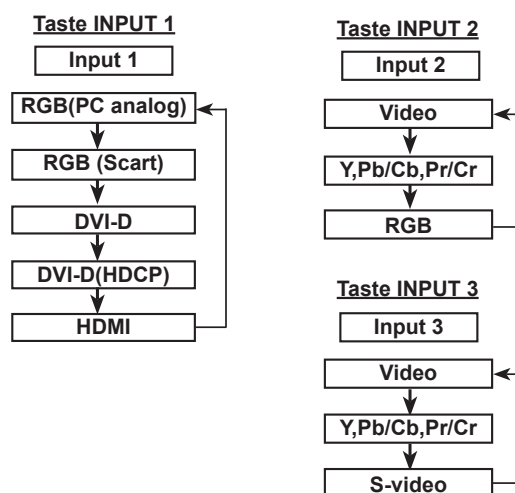 Taste INPUT 1
Input 1
RGB(PC analog)
RGB (Scart)
DVI-D
DVI-D(HDCP)
HDMI
Taste INPUT 2
Input 2
Video
Y,Pb/Cb,Pr/Cr
RGB
Taste INPUT 3
Input 3
Video
Y,Pb/Cb,Pr/Cr
S-video